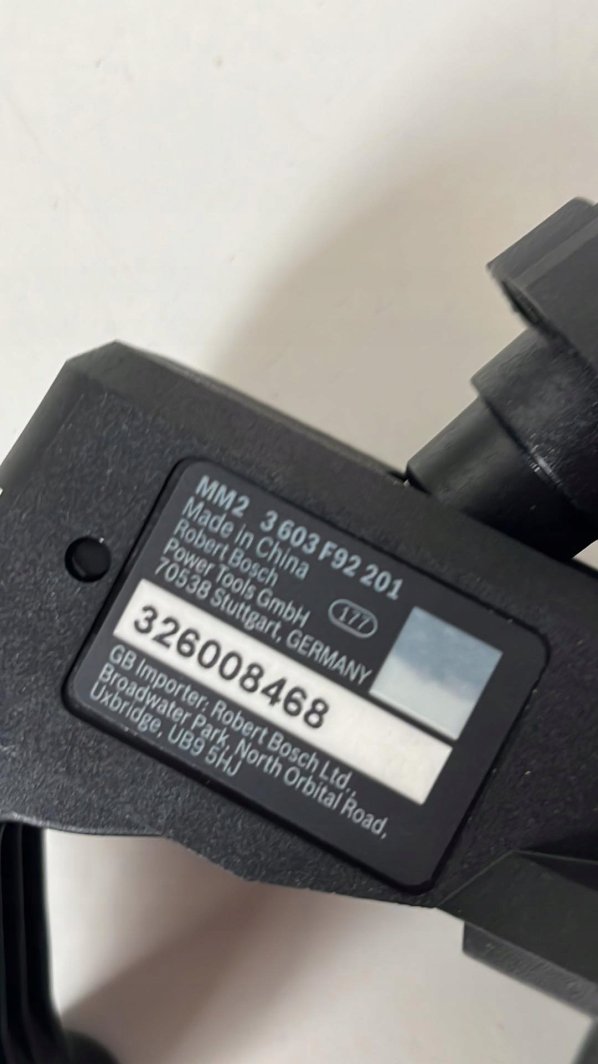 MM2 3 603 F92 201
Made in China
Robert Bosch
Power Tools GmbH
70538 Stuttgart, GERMANY
177
326008468
GB Importer: Robert Bosch Ltd.,
Broadwater Park, North Orbital Road,
Uxbridge, UB9 5HJ